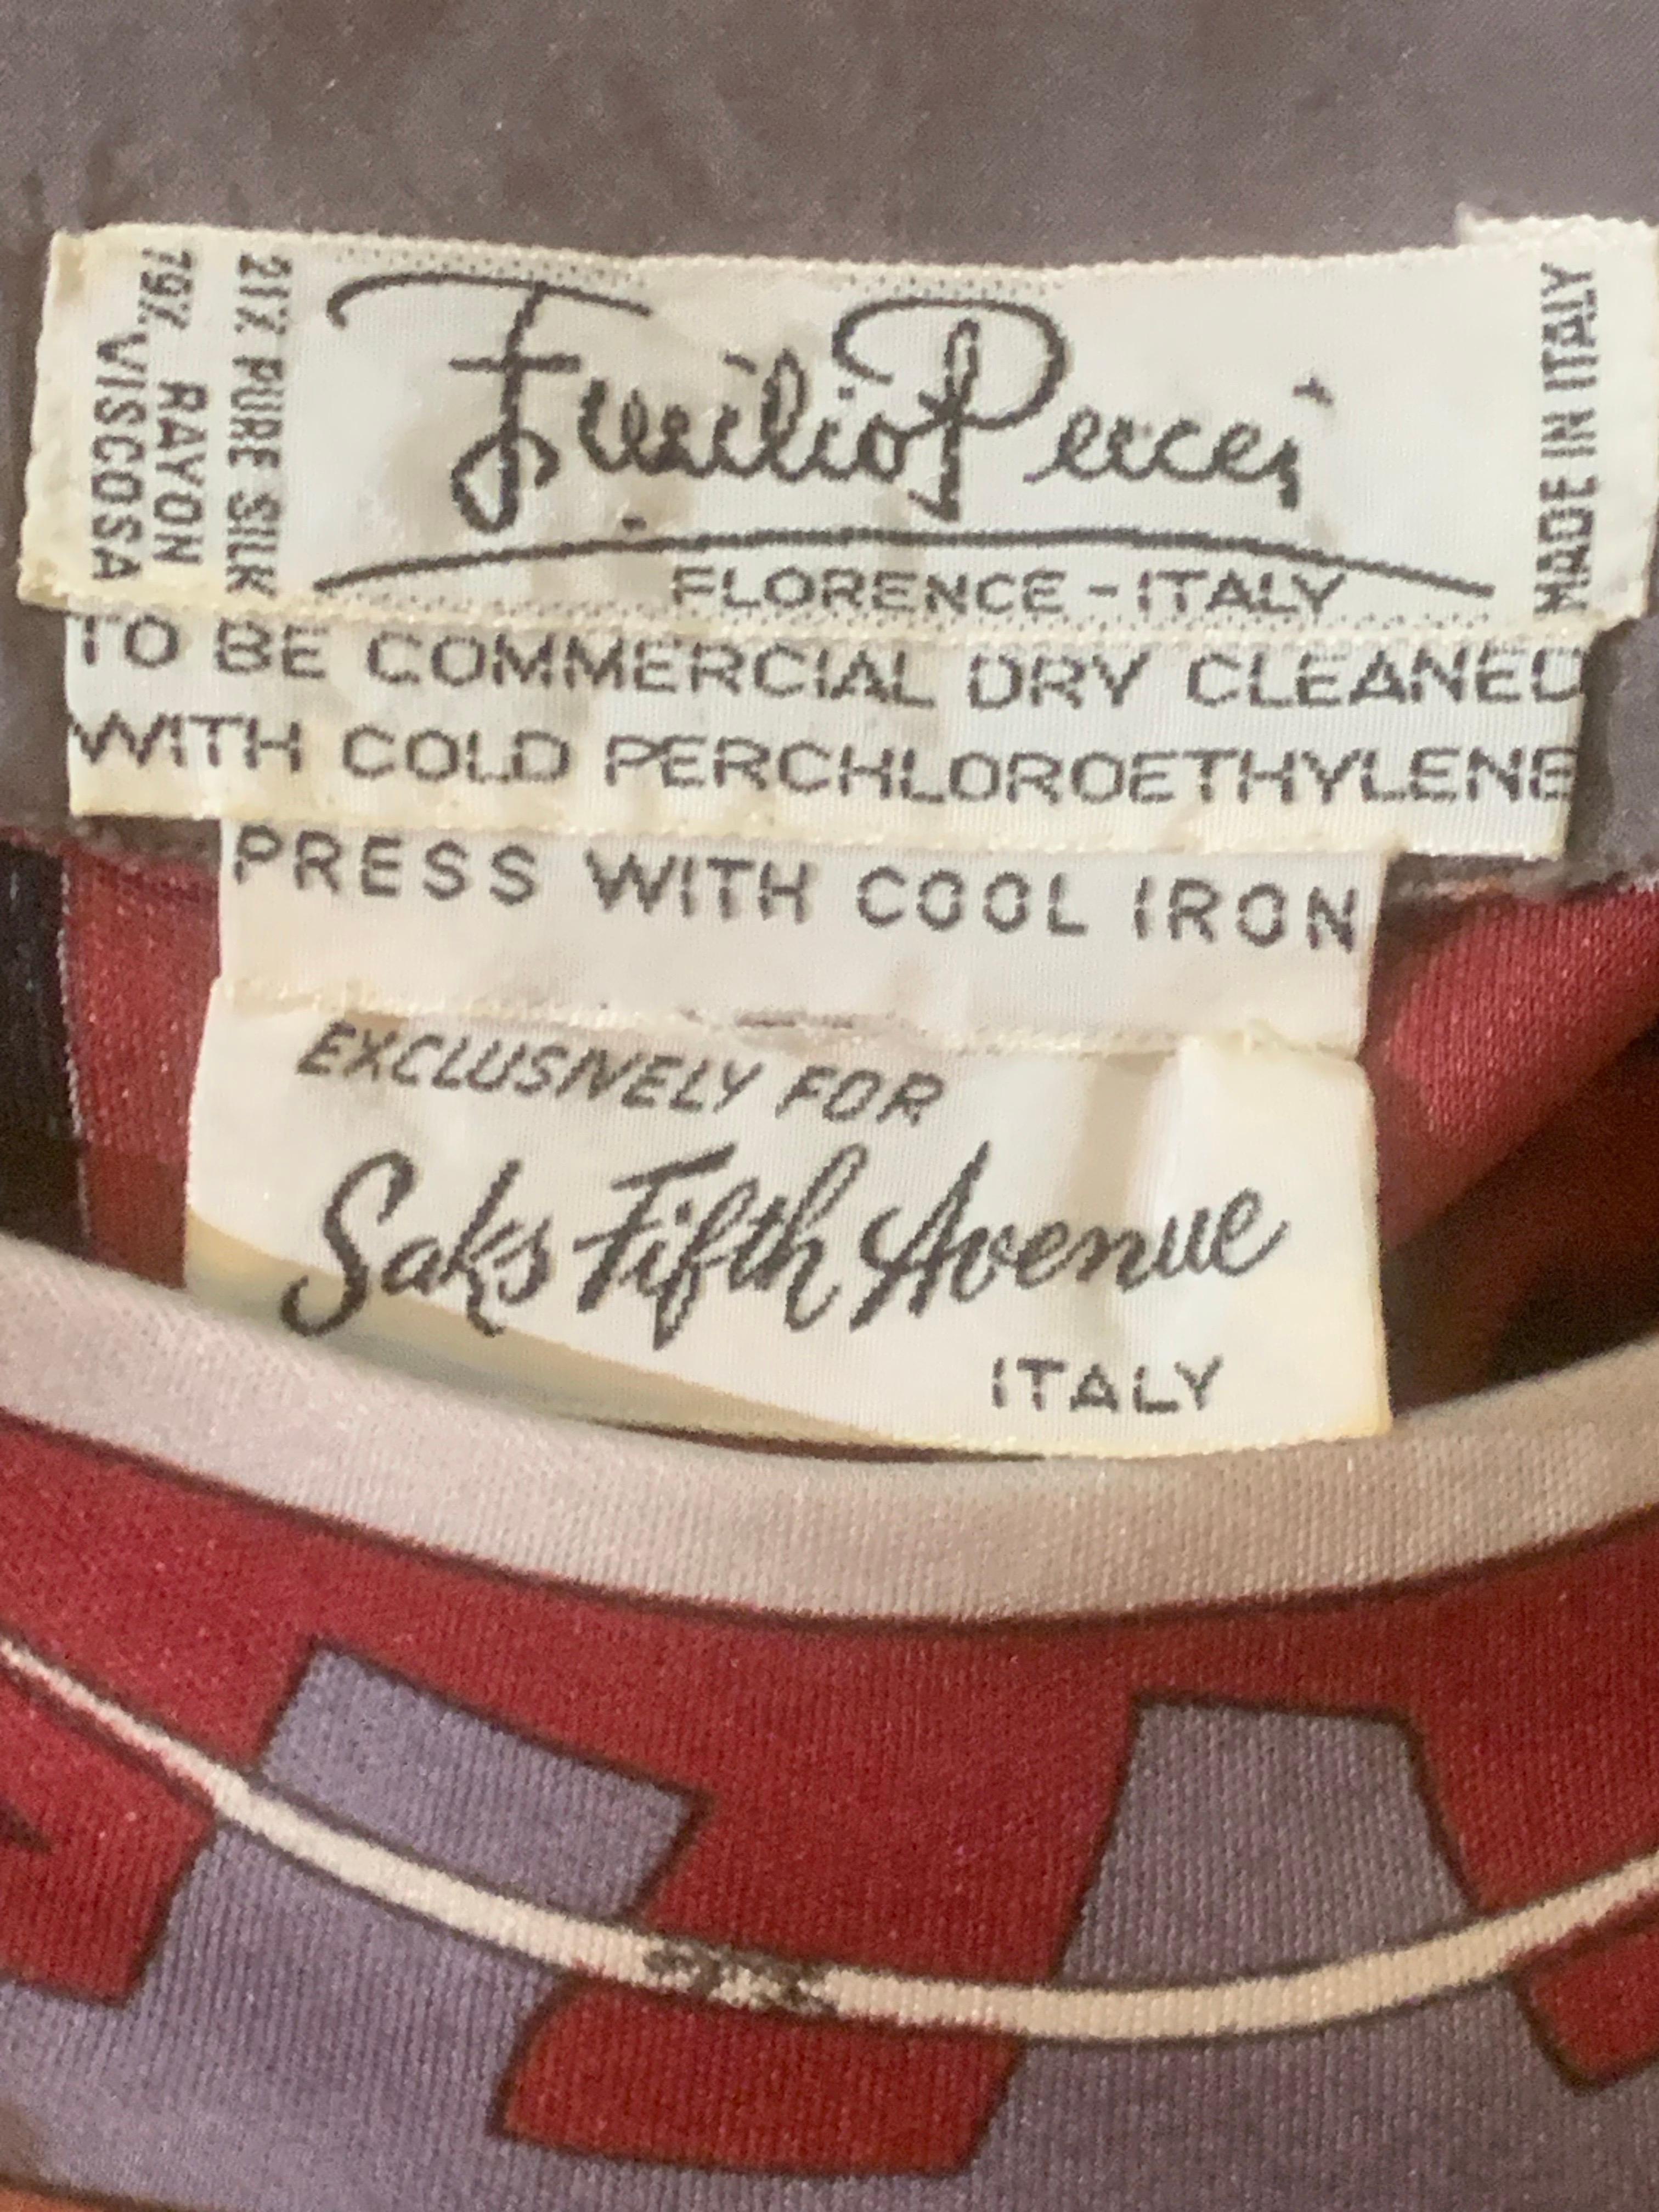 21% PURE SILK
79% RAYON
VISCOSA
Emilio Pucci
FLORENCE - ITALY
MADE IN ITALY
TO BE COMMERCIAL DRY CLEANED
WITH COLD PERCHLOROETHYLENE
PRESS WITH COOL IRON
EXCLUSIVELY FOR
Saks Fifth Avenue
ITALY